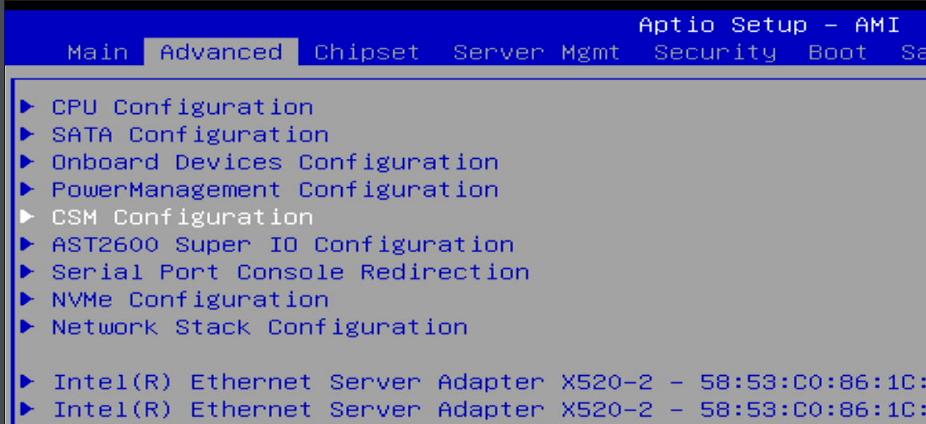 Aptio Setup – AMI
Main Advanced Chipset Server Mgmt Security Boot
CPU Configuration
SATA Configuration
Onboard Devices Configuration
PowerManagement Configuration
CSM Configuration
AST2600 Super IO Configuration
Serial Port Console Redirection
NVMe Configuration
Network Stack Configuration
Intel(R) Ethernet Server Adapter X520-2 - 58:53:C0:86:1C:
Intel(R) Ethernet Server Adapter X520-2 - 58:53:C0:86:1C: